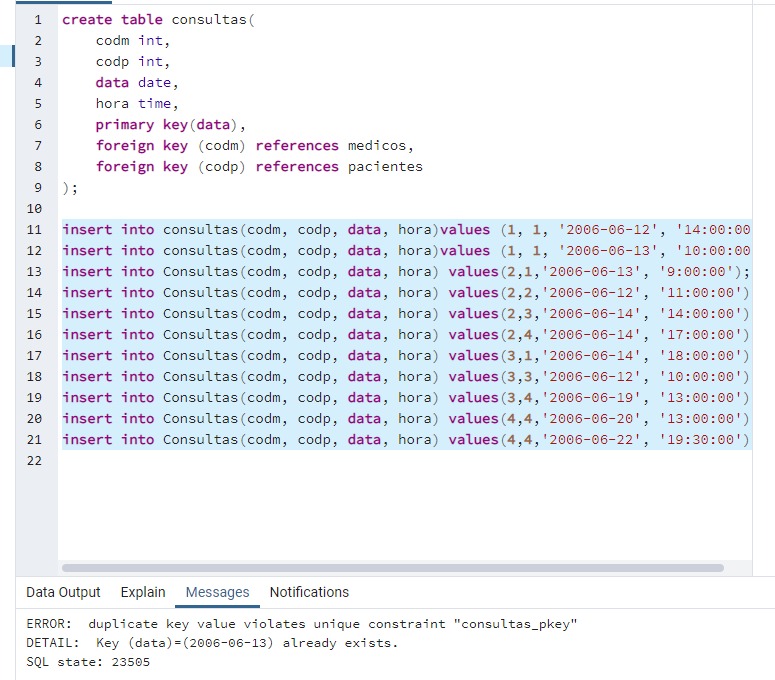 1 create table consultas(
2 codm int,
3 codp int,
4 data date,
5 hora time,
6 primary key(data),
7 foreign key (codm) references medicos,
8 foreign key (codp) references pacientes
9 );
10
11 insert into consultas(codm, codp, data, hora)values (1, 1, '2006-06-12', '14:00:00
12 insert into consultas(codm, codp, data, hora)values (1, 1, '2006-06-13', '10:00:00
13 insert into Consultas(codm, codp, data, hora) values(2,1,'2006-06-13', '9:00:00');
14 insert into Consultas(codm, codp, data, hora) values(2,2,'2006-06-12', '11:00:00')
15 insert into Consultas(codm, codp, data, hora) values(2,3,'2006-06-14', '14:00:00')
16 insert into Consultas(codm, codp, data, hora) values(2,4,'2006-06-14', '17:00:00')
17 insert into Consultas(codm, codp, data, hora) values(3,1,'2006-06-14', '18:00:00')
18 insert into Consultas(codm, codp, data, hora) values(3,3,'2006-06-12', '10:00:00')
19 insert into Consultas(codm, codp, data, hora) values(3,4,'2006-06-19', '13:00:00')
20 insert into Consultas(codm, codp, data, hora) values(4,4,'2006-06-20', '13:00:00')
21 insert into Consultas(codm, codp, data, hora) values(4,4,'2006-06-22', '19:30:00')
22
Data Output Explain Messages Notifications
ERROR: duplicate key value violates unique constraint "consultas_pkey"
DETAIL: Key (data)=(2006-06-13) already exists.
SQL state: 23505